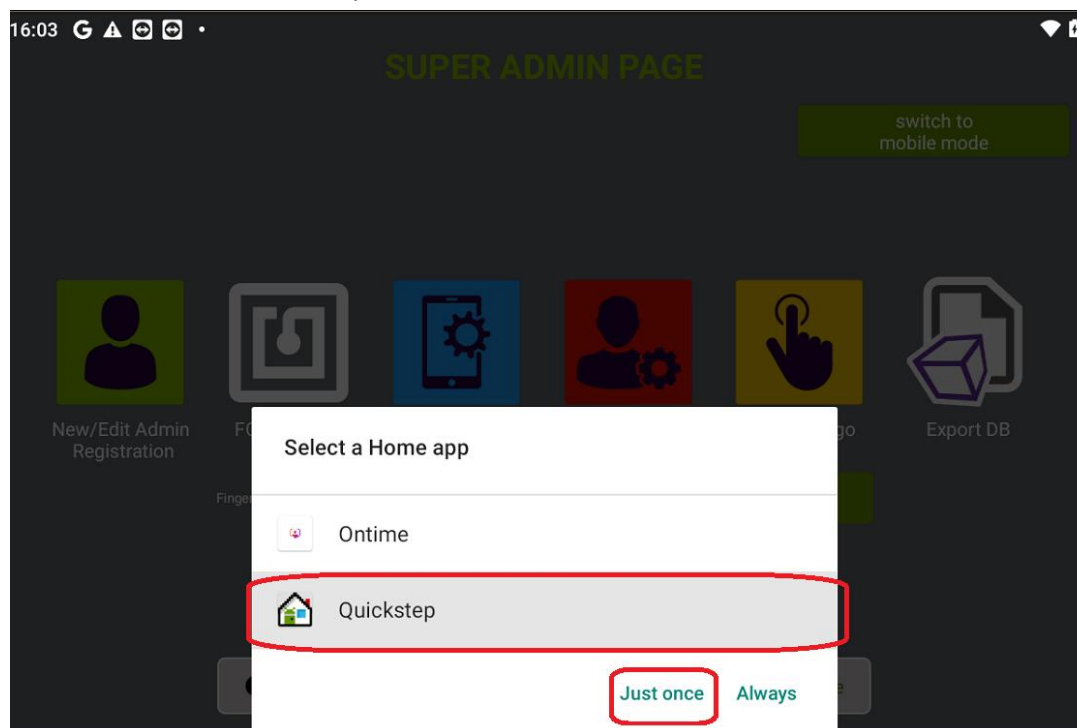 16:03
SUPER ADMIN PAGE
switch to
mobile mode
New/Edit Admin
Registration
Export DB
Select a Home app
Ontime
Quickstep
Just once
Always